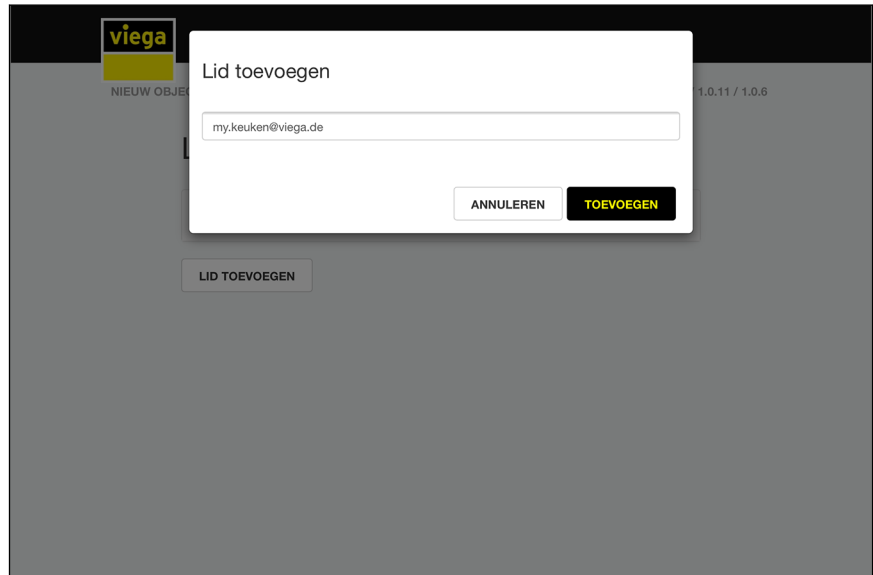 viega
Lid toevoegen
NIEUW OBJEC
/ 1.0.11 / 1.0.6
my.keuken@viega.de
L
ANNULEREN
TOEVOEGEN
LID TOEVOEGEN